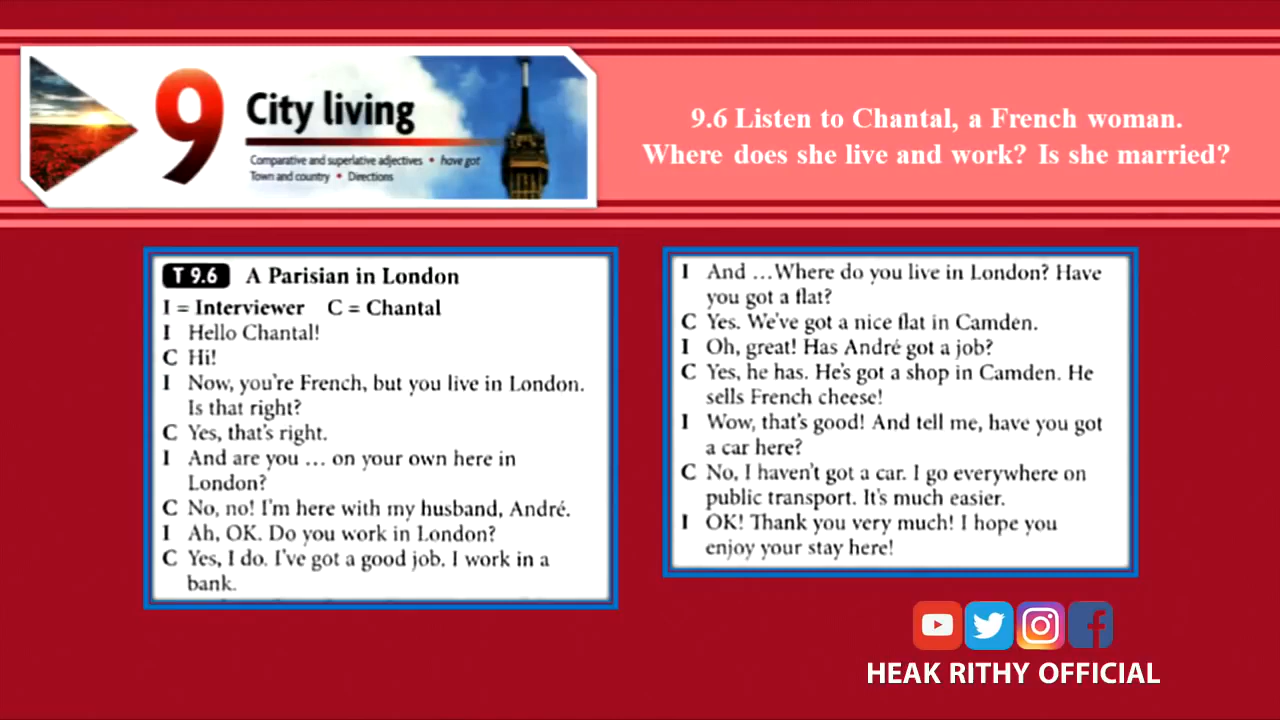 9
City living
Comparative and superlative adjectives • have got
Town and country • Directions
9.6 Listen to Chantal, a French woman.
Where does she live and work? Is she married?
T 9.6 A Parisian in London
I = Interviewer C = Chantal
I Hello Chantal!
C Hi!
I Now, you're French, but you live in London.
Is that right?
C Yes, that's right.
I And are you … on your own here in
London?
C No, no! I'm here with my husband, André.
I Ah, OK. Do you work in London?
C Yes, I do. I've got a good job. I work in a
bank.
I And …Where do you live in London? Have
you got a flat?
C Yes. We've got a nice flat in Camden.
I Oh, great! Has André got a job?
C Yes, he has. He's got a shop in Camden. He
sells French cheese!
I Wow, that's good! And tell me, have you got
a car here?
C No, I haven't got a car. I go everywhere on
public transport. It's much easier.
I OK! Thank you very much! I hope you
enjoy your stay here!
HEAK RITHY OFFICIAL